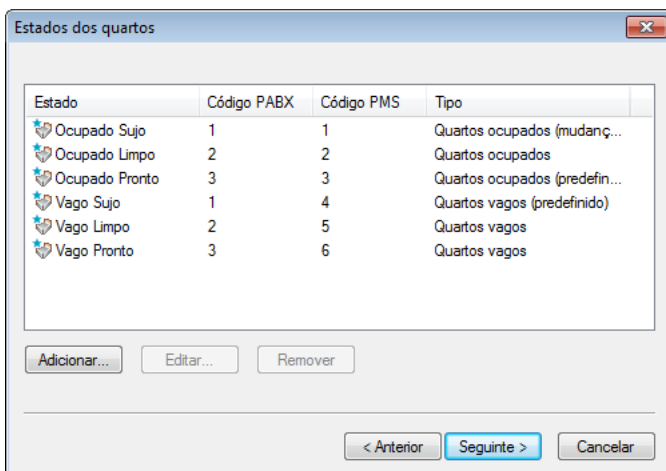 Estados dos quartos
Estado Código PABX Código PMS Tipo
Ocupado Sujo 1 1 Quartos ocupados (mudanç...
Ocupado Limpo 2 2 Quartos ocupados
Ocupado Pronto 3 3 Quartos ocupados (predefin...
Vago Sujo 1 4 Quartos vagos (predefinido)
Vago Limpo 2 5 Quartos vagos
Vago Pronto 3 6 Quartos vagos
Adicionar... Editar... Remover
< Anterior Seguinte > Cancelar